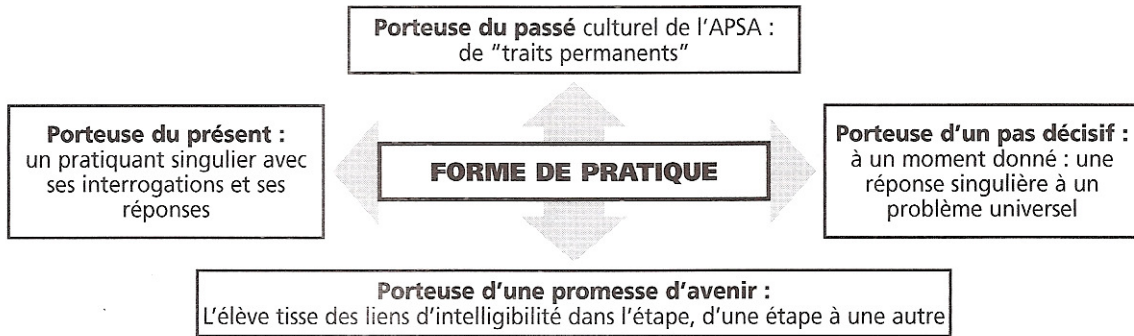 Porteuse du passé culturel de l'APSA :
de "traits permanents"
Porteuse du présent :
un pratiquant singulier avec
ses interrogations et ses
réponses
FORME DE PRATIQUE
Porteuse d'un pas décisif :
à un moment donné : une
réponse singulière à un
problème universel
Porteuse d'une promesse d'avenir :
L'élève tisse des liens d'intelligibilité dans l'étape, d'une étape à une autre